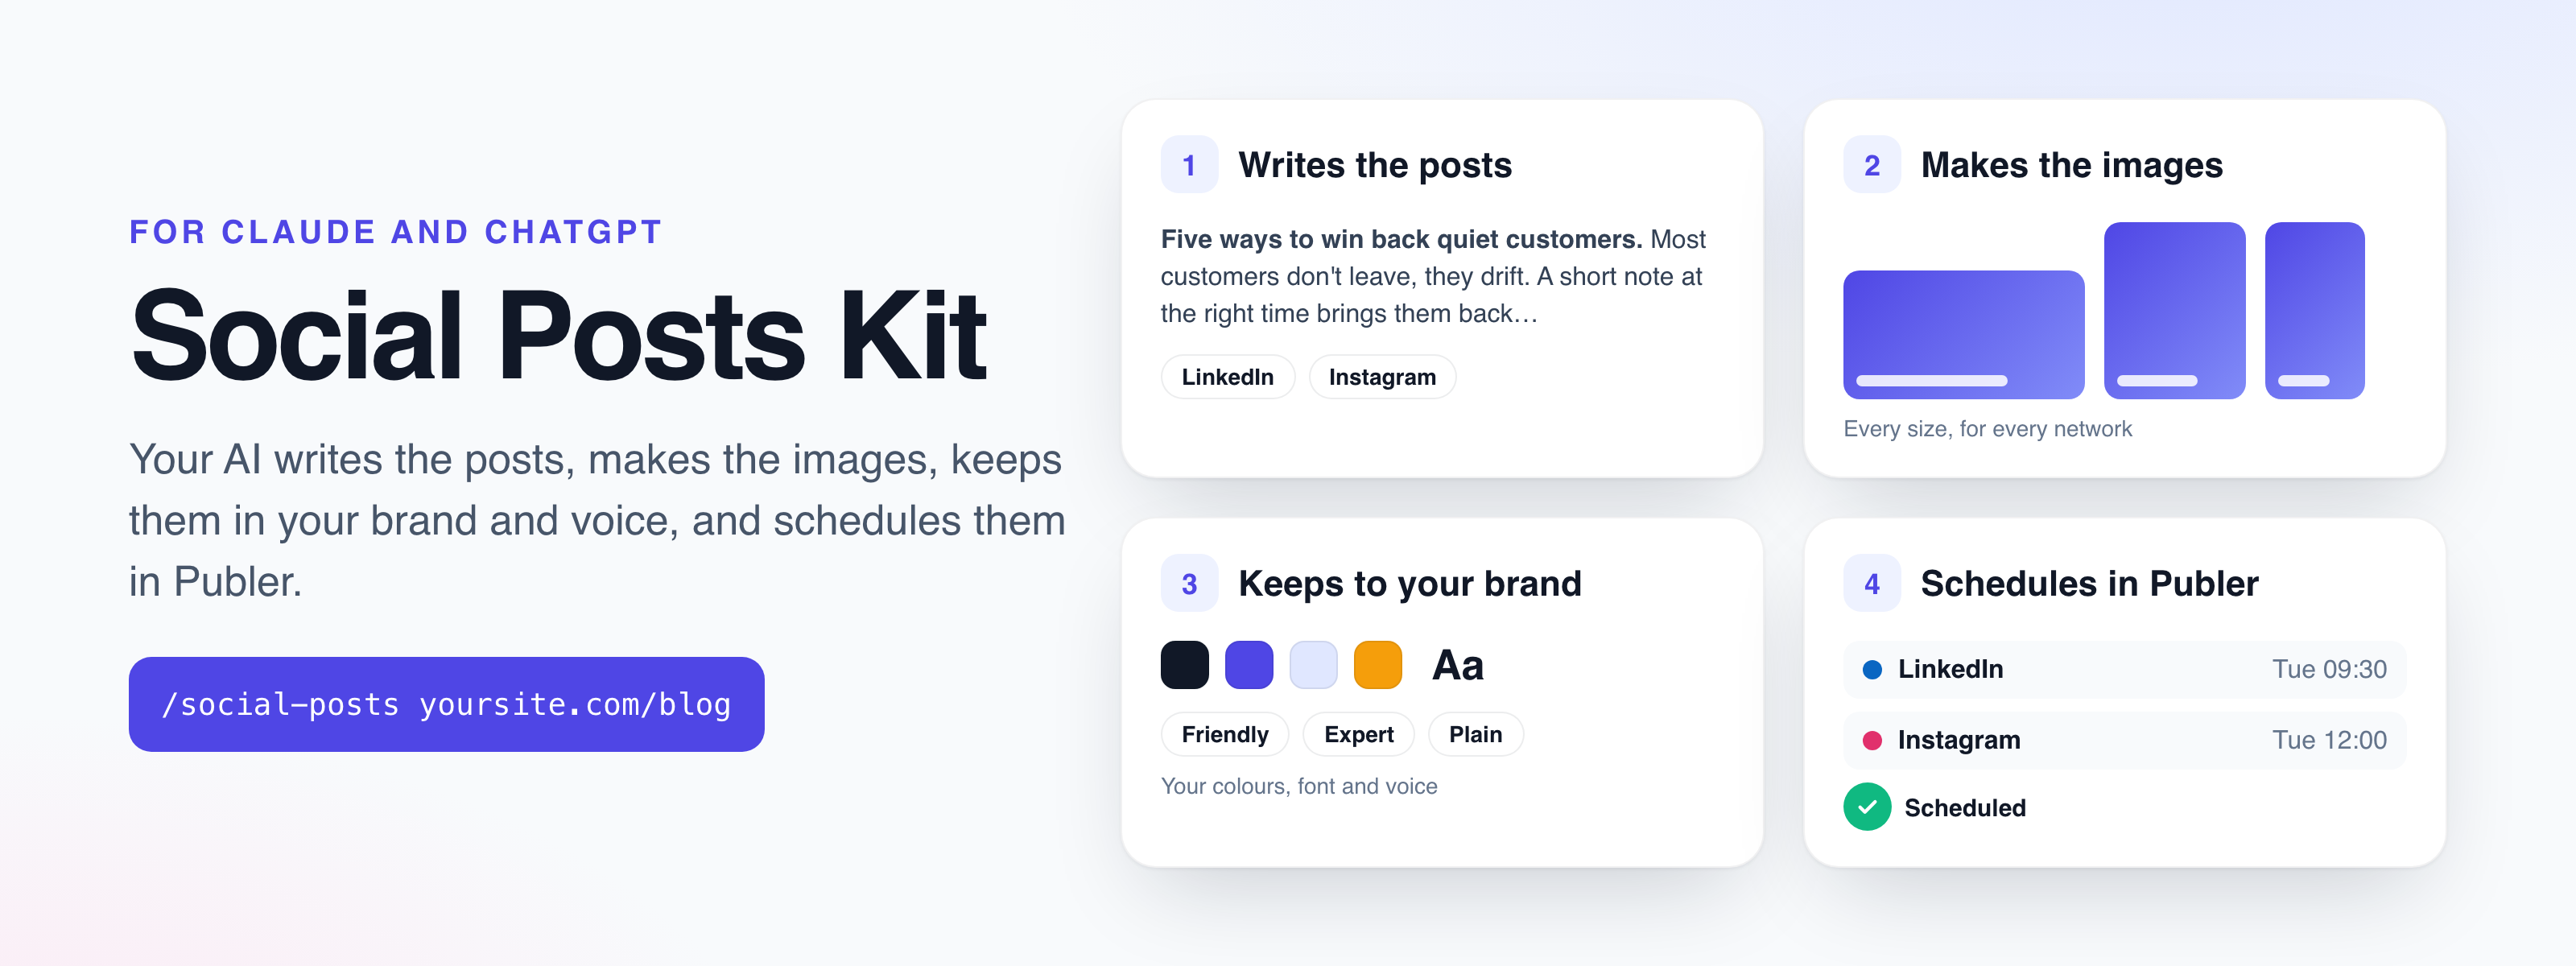 FOR CLAUDE AND CHATGPT
Social Posts Kit
Your AI writes the posts, makes the images, keeps
them in your brand and voice, and schedules them
in Publer.
/social-posts yoursite.com/blog
1 Writes the posts
Five ways to win back quiet customers. Most
customers don't leave, they drift. A short note at
the right time brings them back…
LinkedIn Instagram
2 Makes the images
Every size, for every network
3 Keeps to your brand
Aa
Friendly Expert Plain
Your colours, font and voice
4 Schedules in Publer
LinkedIn Tue 09:30
Instagram Tue 12:00
Scheduled